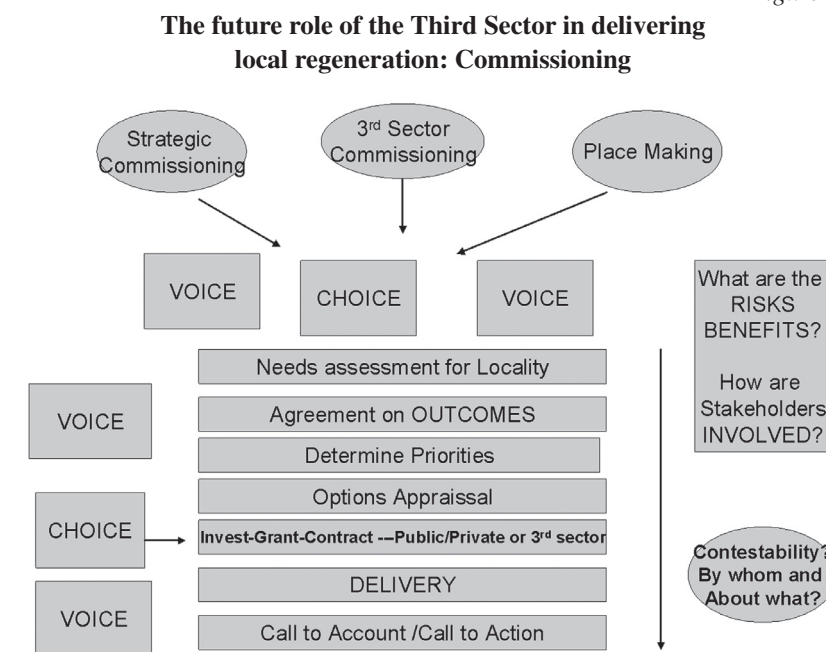 The future role of the Third Sector in delivering
local regeneration: Commissioning
Strategic
Commissioning
3rd Sector
Commissioning
Place Making
VOICE
CHOICE
VOICE
What are the
RISKS
BENEFITS?
How are
Stakeholders
INVOLVED?
Needs assessment for Locality
VOICE
Agreement on OUTCOMES
Determine Priorities
Options Appraissal
CHOICE
Invest-Grant-Contract ---Public/Private or 3rd sector
Contestability?
By whom and
About what?
DELIVERY
VOICE
Call to Account /Call to Action